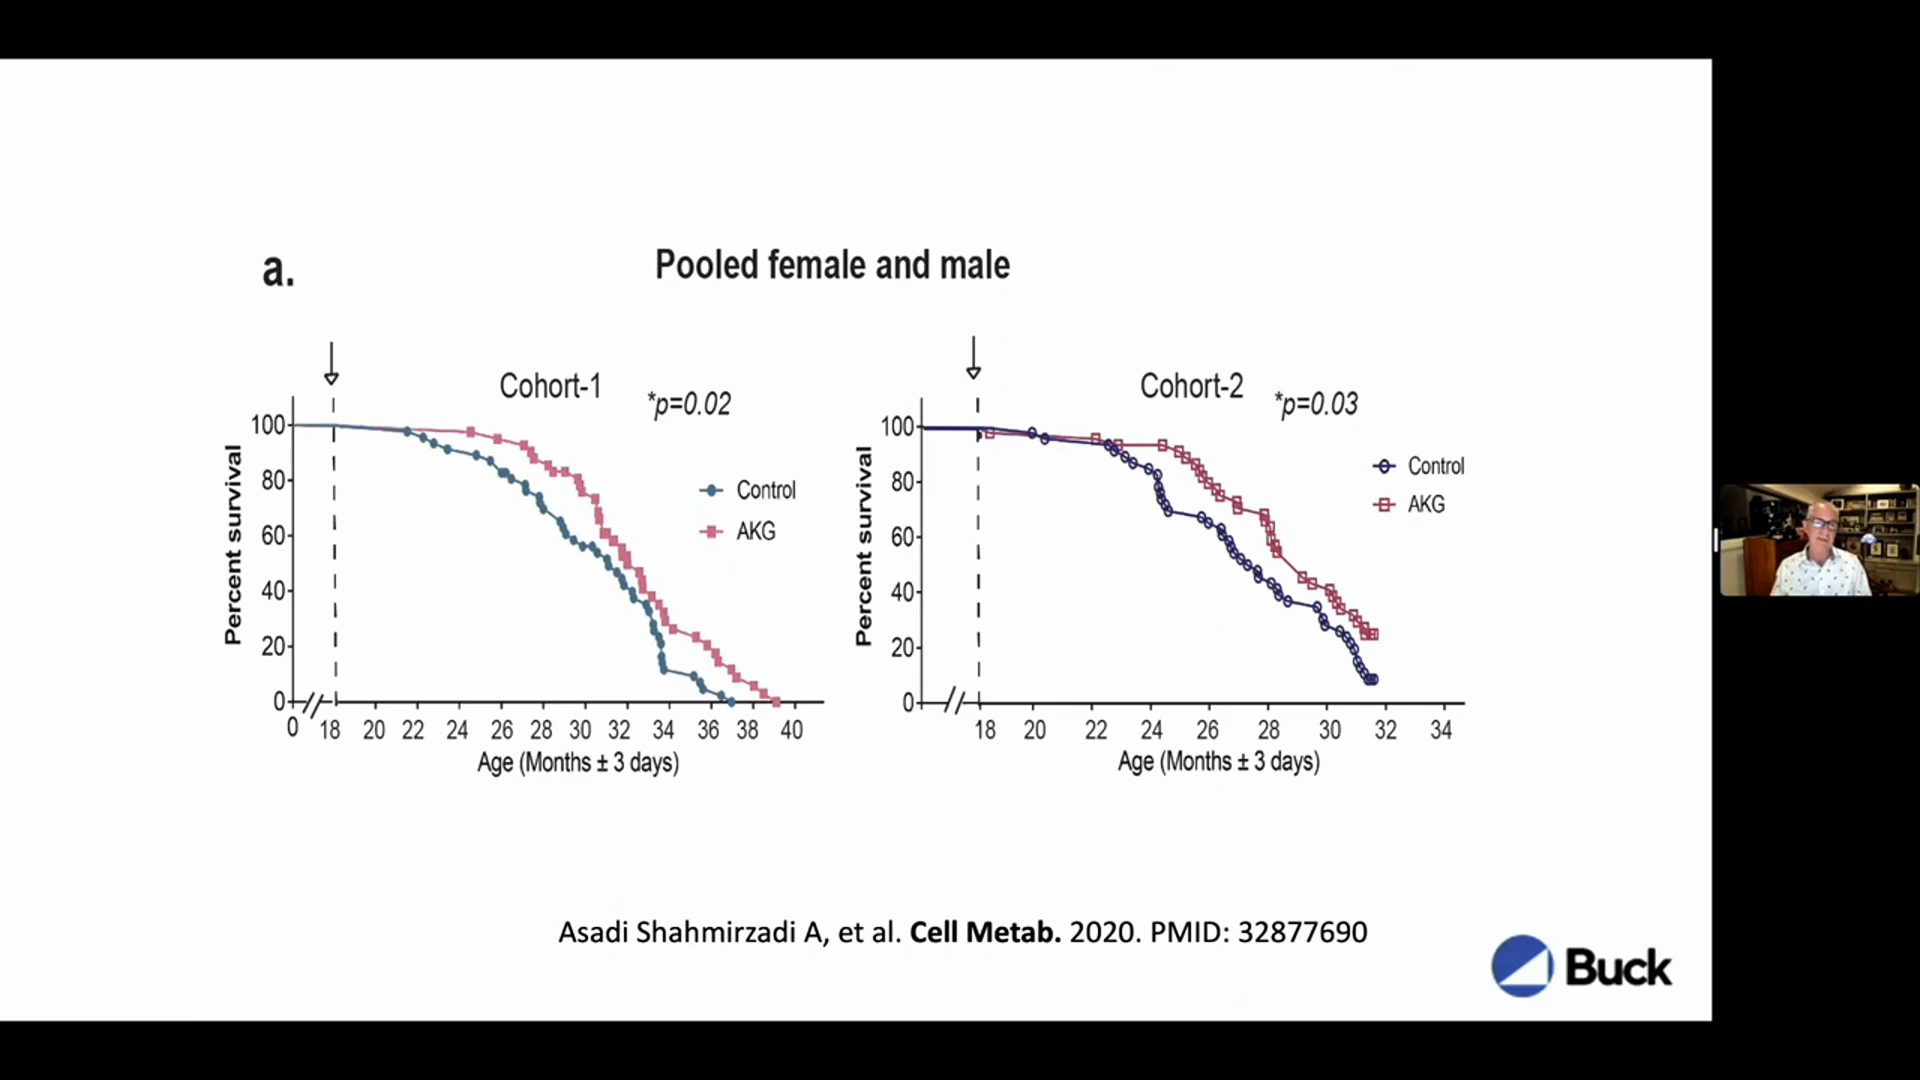 a.
Pooled female and male
Cohort-1
*p=0.02
Percent survival
100
80
60
40
20
0
Control
AKG
0 18 20 22 24 26 28 30 32 34 36 38 40
Age (Months ± 3 days)
Cohort-2
*p=0.03
Percent survival
100
80
60
40
20
0
Control
AKG
18 20 22 24 26 28 30 32 34
Age (Months ± 3 days)
Asadi Shahmirzadi A, et al. Cell Metab. 2020. PMID: 32877690
Buck